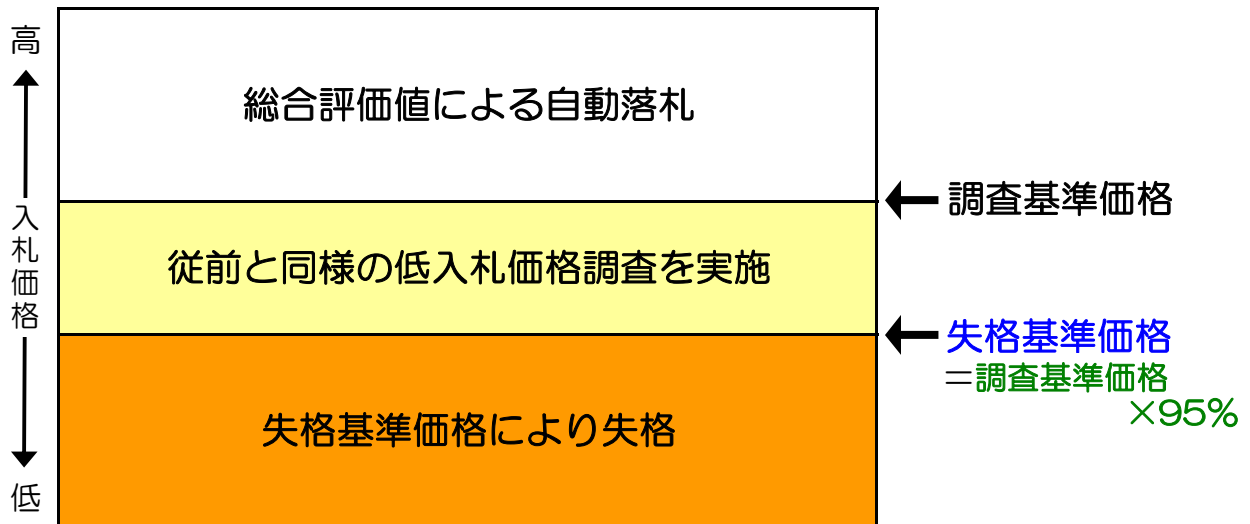 高
入札価格
低
総合評価値による自動落札
従前と同様の低入札価格調査を実施
失格基準価格により失格
調査基準価格
失格基準価格
＝調査基準価格
×95%